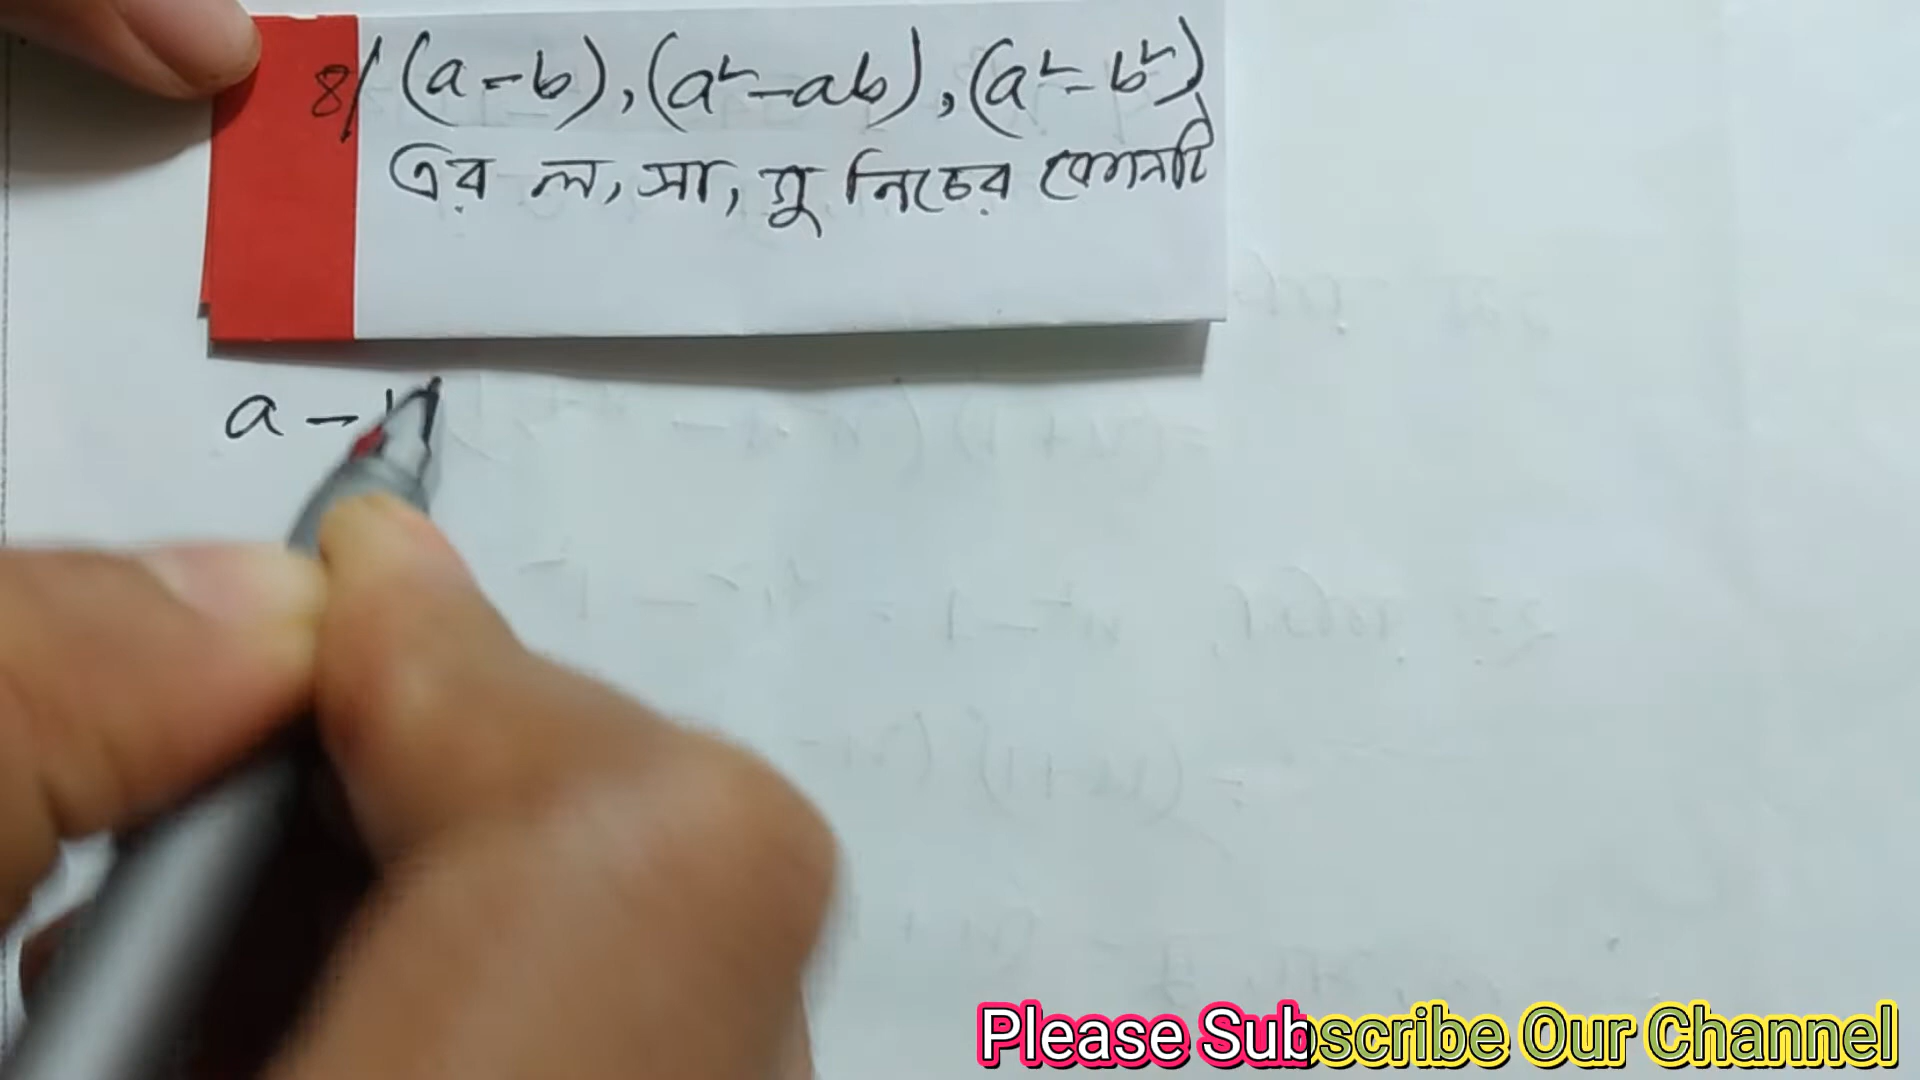 ৪/ (a-b), (a²-ab), (a²-b²)
এর ল, সা, গু নিচের কোনটি
a - b
Please Subscribe Our Channel